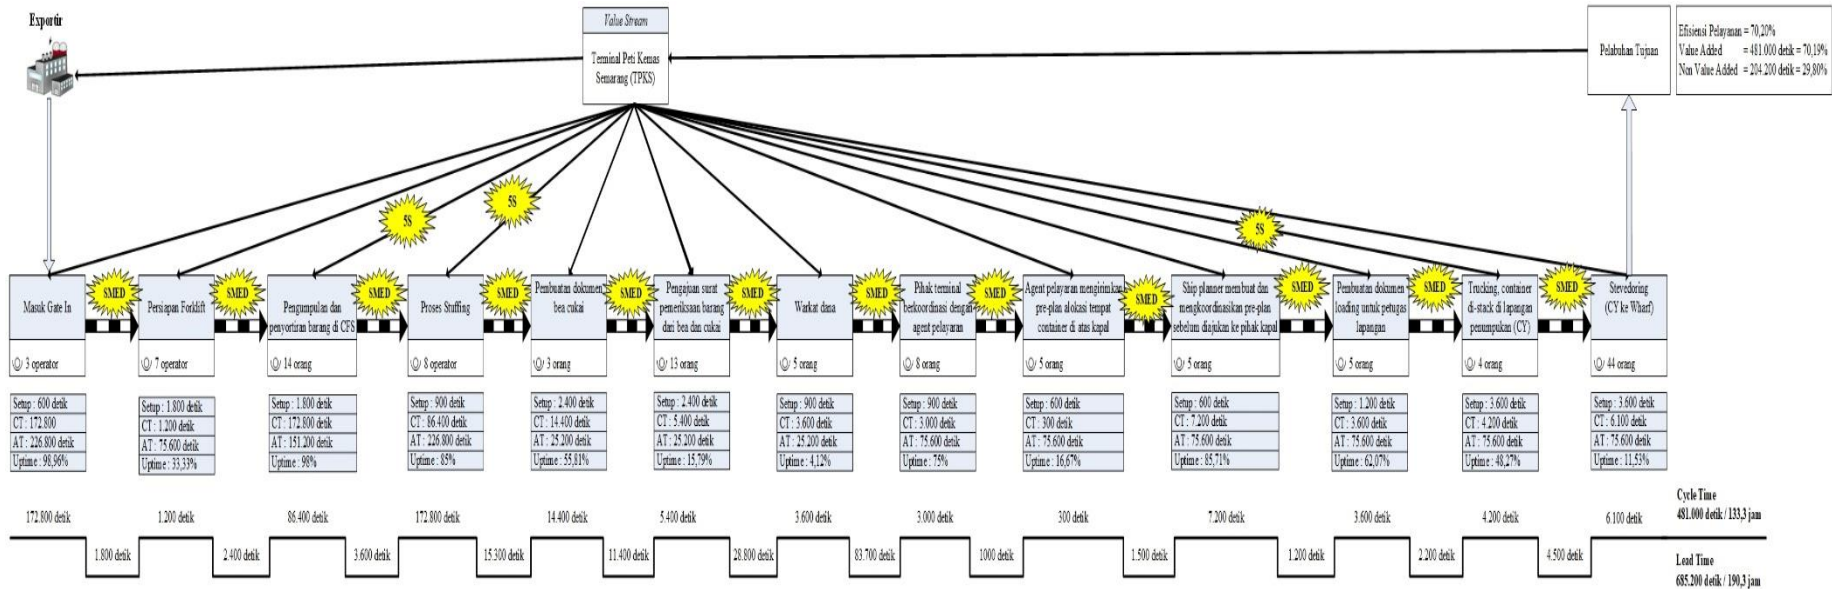 Exportir
Value Stream
Terminal Peti Kemas
Semarang (TPKS)
Pelabuhan Tujuan
Efisiensi Pelayanan = 70,20%
Value Added = 481.000 detik = 70,19%
Non Value Added = 204.200 detik = 29,80%
5S
5S
5S
SMED
SMED
SMED
SMED
SMED
SMED
SMED
SMED
SMED
SMED
SMED
SMED
Masuk Gate In
3 operator
Setup : 600 detik
CT : 172.800
AT : 226.800 detik
Uptime : 98,96%
Persiapan Forklift
7 operator
Setup : 1.800 detik
CT : 1.200 detik
AT : 75.600 detik
Uptime : 33,33%
Pengumpulan dan
penyortiran barang di CFS
14 orang
Setup : 1.800 detik
CT : 172.800 detik
AT : 151.200 detik
Uptime : 98%
Proses Stuffing
8 operator
Setup : 900 detik
CT : 86.400 detik
AT : 226.800 detik
Uptime : 85%
Pembuatan dokumen
bea cukai
3 orang
Setup : 2.400 detik
CT : 14.400 detik
AT : 25.200 detik
Uptime : 55,81%
Pengajuan surat
pemeriksaan barang
dari bea dan cukai
13 orang
Setup : 2.400 detik
CT : 5.400 detik
AT : 25.200 detik
Uptime : 15,79%
Warkat dana
5 orang
Setup : 900 detik
CT : 3.600 detik
AT : 25.200 detik
Uptime : 4,12%
Pihak terminal
berkoordinasi dengan
agent pelayaran
8 orang
Setup : 900 detik
CT : 3.000 detik
AT : 75.600 detik
Uptime : 75%
Agent pelayaran mengirimkan
pre-plan alokasi tempat
container di atas kapal
5 orang
Setup : 600 detik
CT : 300 detik
AT : 75.600 detik
Uptime : 16,67%
Ship planner membuat dan
mengkoordinasikan pre-plan
sebelum diajukan ke pihak kapal
5 orang
Setup : 600 detik
CT : 7.200 detik
AT : 75.600 detik
Uptime : 85,71%
Pembuatan dokumen
loading untuk petugas
lapangan
5 orang
Setup : 1.200 detik
CT : 3.600 detik
AT : 75.600 detik
Uptime : 62,07%
Trucking, container
di-stack di lapangan
penumpukan (CY)
4 orang
Setup : 3.600 detik
CT : 4.200 detik
AT : 75.600 detik
Uptime : 48,27%
Stevedoring
(CY ke Wharf)
44 orang
Setup : 3.600 detik
CT : 6.100 detik
AT : 75.600 detik
Uptime : 11,53%
172.800 detik
1.200 detik
86.400 detik
172.800 detik
14.400 detik
5.400 detik
3.600 detik
3.000 detik
300 detik
7.200 detik
3.600 detik
4.200 detik
6.100 detik
Cycle Time
481.000 detik / 133,3 jam
1.800 detik
2.400 detik
3.600 detik
15.300 detik
11.400 detik
28.800 detik
83.700 detik
1000 detik
1.500 detik
1.200 detik
2.200 detik
4.500 detik
Lead Time
685.200 detik / 190,3 jam